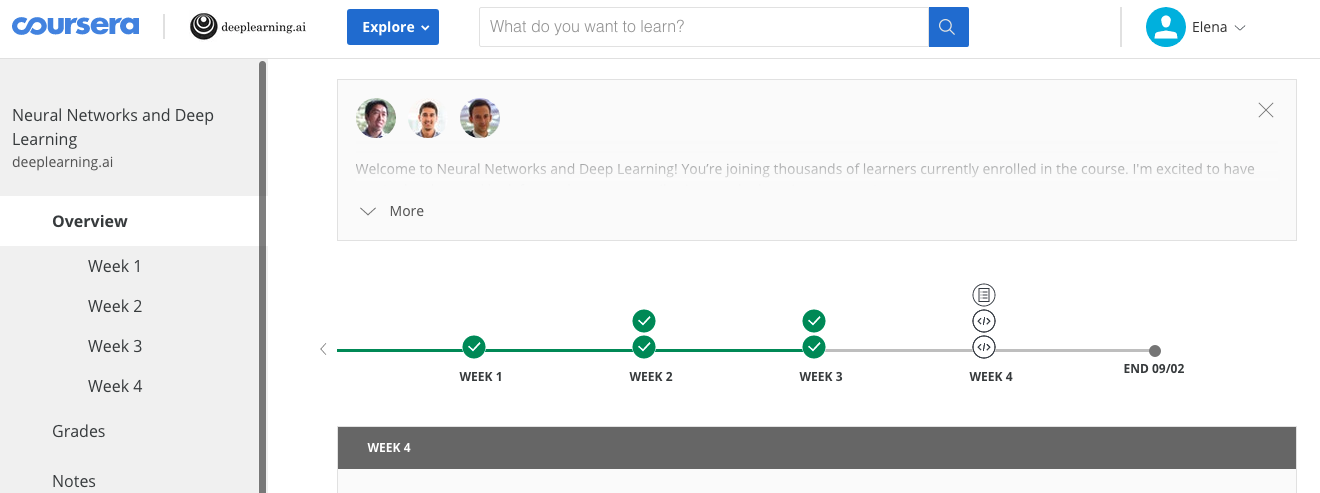 coursera
deeplearning.ai
Explore
What do you want to learn?
Elena
Neural Networks and Deep
Learning
deeplearning.ai
Overview
Week 1
Week 2
Week 3
Week 4
Grades
Notes
Welcome to Neural Networks and Deep Learning! You're joining thousands of learners currently enrolled in the course. I'm excited to have
More
WEEK 1
WEEK 2
WEEK 3
WEEK 4
END 09/02
WEEK 4